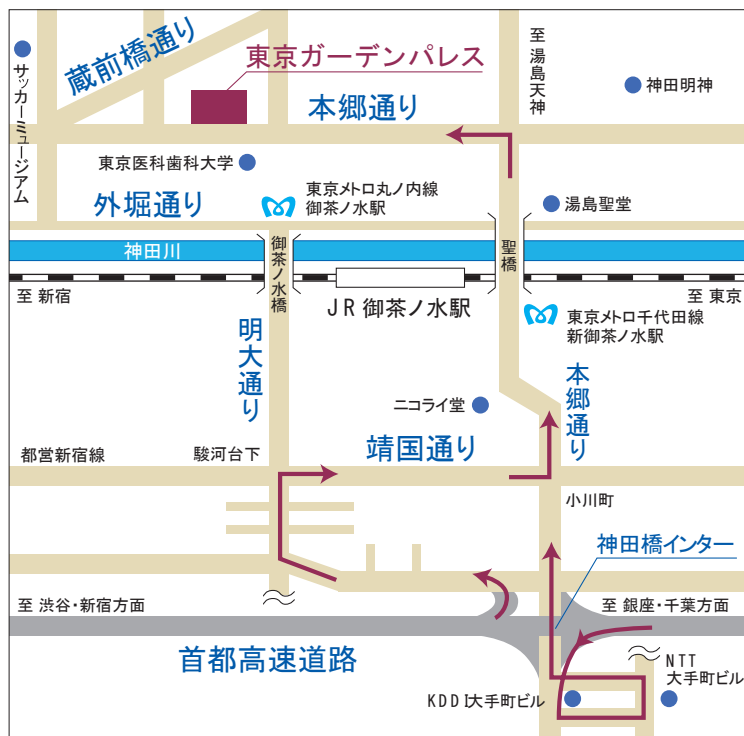 蔵前橋通り
東京ガーデンパレス
至 湯島天神
サッカーミュージアム
本郷通り
神田明神
東京医科歯科大学
外堀通り
東京メトロ丸ノ内線
御茶ノ水駅
湯島聖堂
神田川
御茶ノ水橋
聖橋
至 新宿
JR 御茶ノ水駅
至 東京
東京メトロ千代田線
新御茶ノ水駅
明大通り
ニコライ堂
本郷通り
都営新宿線
駿河台下
靖国通り
小川町
神田橋インター
至 渋谷・新宿方面
至 銀座・千葉方面
首都高速道路
NTT
大手町ビル
KDDI大手町ビル